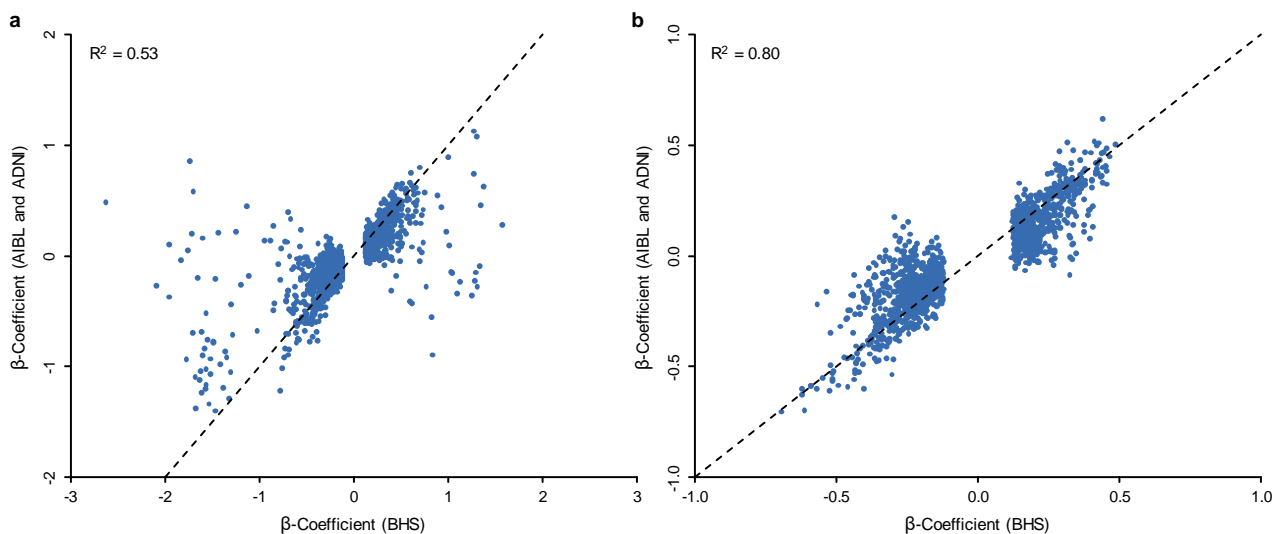 a
R² = 0.53
β-Coefficient (AIBL and ADNI)
2
1
0
-1
-2
-3 -2 -1 0 1 2 3
β-Coefficient (BHS)
b
R² = 0.80
β-Coefficient (AIBL and ADNI)
1.0
0.5
0.0
-0.5
-1.0
-1.0 -0.5 0.0 0.5 1.0
β-Coefficient (BHS)